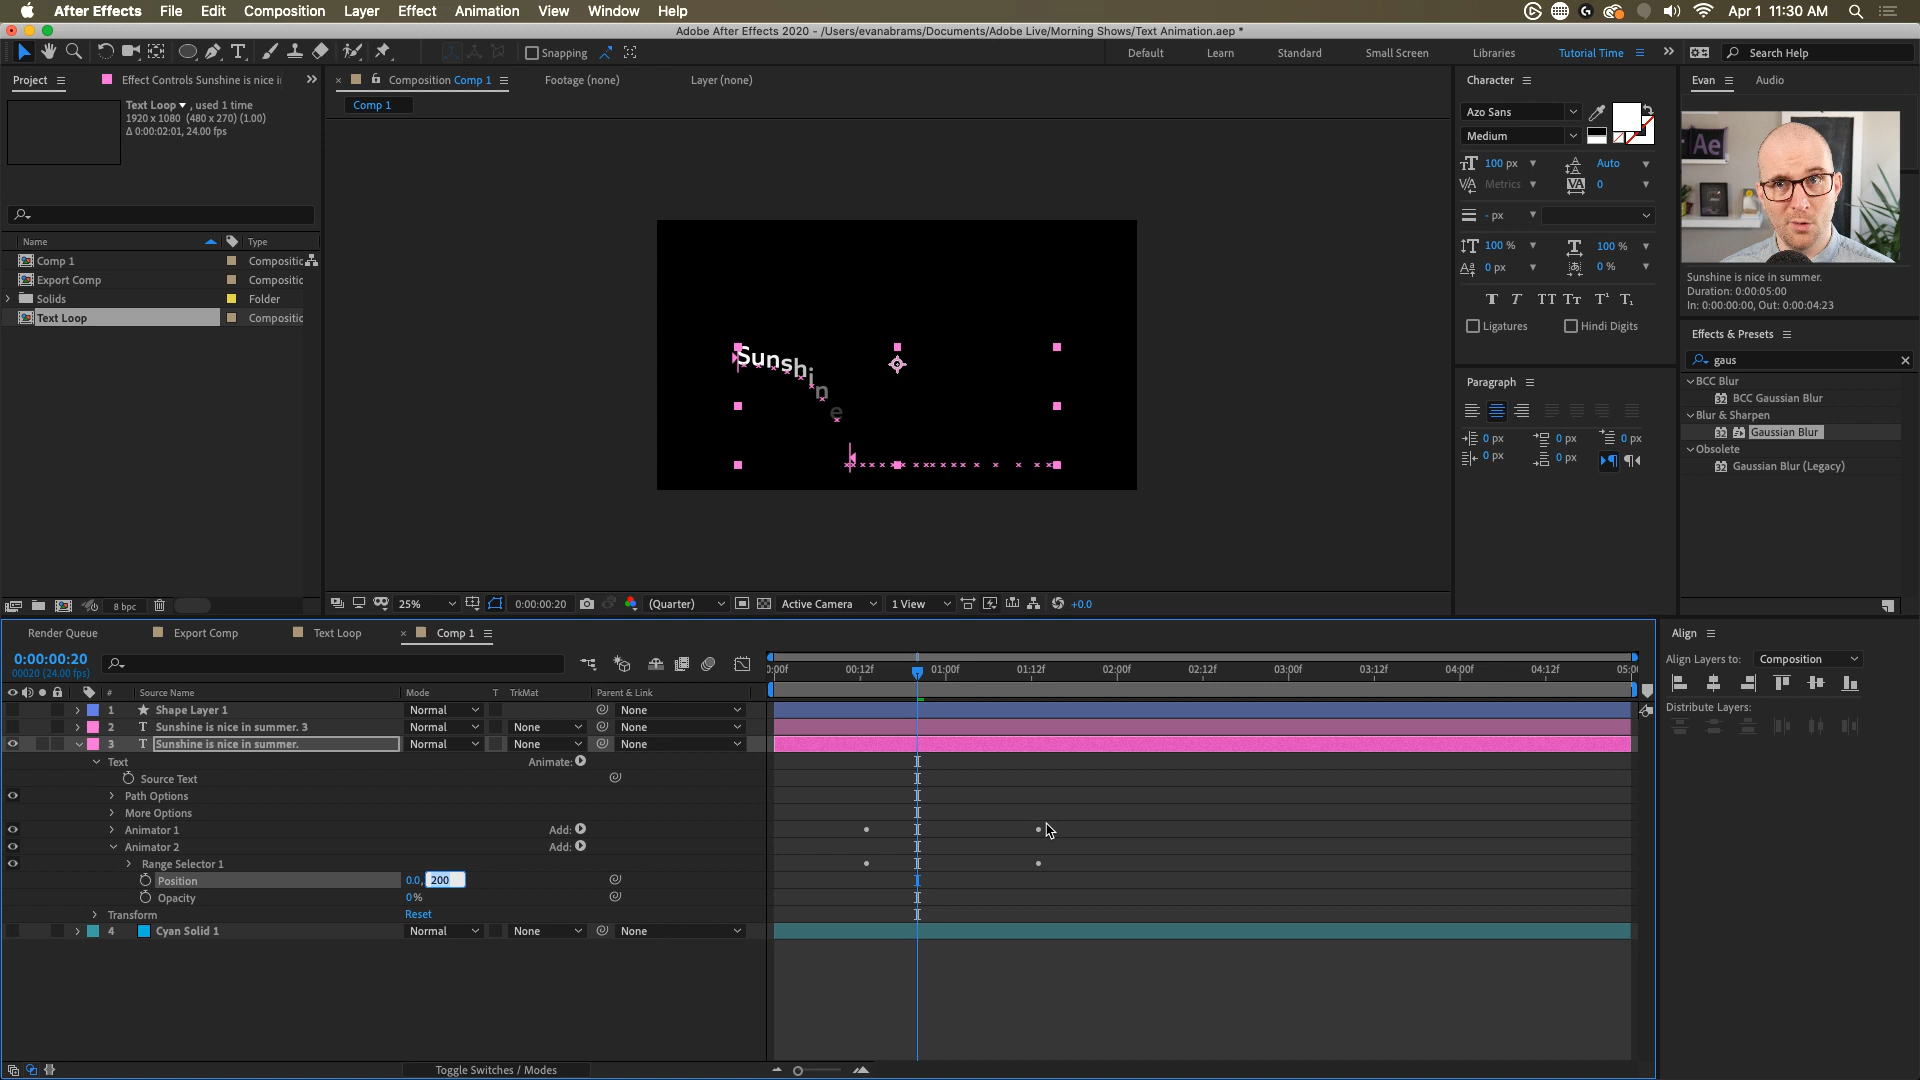 After Effects File Edit Composition Layer Effect Animation View Window Help Apr 1 11:30 AM
Adobe After Effects 2020 - /Users/evanabrams/Documents/Adobe Live/Morning Shows/Text Animation.aep *
Snapping Default Learn Standard Small Screen Libraries Tutorial Time Search Help
Project Effect Controls Sunshine is nice i
Text Loop , used 1 time
1920 x 1080 (480 x 270) (1.00)
Δ 0:00:02:01, 24.00 fps
Name Type
Comp 1 Compositic
Export Comp Compositic
Solids Folder
Text Loop Compositic
8 bpc
Composition Comp 1 Footage (none) Layer (none)
Comp 1
Sunshine
25% 0:00:00:20 (Quarter) Active Camera 1 View +0.0
Character
Azo Sans
Medium
100 px Auto
Metrics 0
- px
100 % 100 %
0 px 0 %
T T TT Tt T¹ T₁
Ligatures Hindi Digits
Paragraph
0 px 0 px 0 px
0 px 0 px
Evan Audio
Ae
Sunshine is nice in summer.
Duration: 0:00:05:00
In: 0:00:00:00, Out: 0:00:04:23
Effects & Presets
gaus
BCC Blur
32 BCC Gaussian Blur
Blur & Sharpen
32 Gaussian Blur
Obsolete
32 Gaussian Blur (Legacy)
Render Queue Export Comp Text Loop Comp 1
0:00:00:20
00020 (24.00 fps)
):00f 00:12f 01:00f 01:12f 02:00f 02:12f 03:00f 03:12f 04:00f 04:12f 05:0(
# Source Name Mode T TrkMat Parent & Link
1 Shape Layer 1 Normal None
2 T Sunshine is nice in summer. 3 Normal None None
3 T Sunshine is nice in summer. Normal None None
Text Animate:
Source Text
Path Options
More Options
Animator 1 Add:
Animator 2 Add:
Range Selector 1
Position 0.0, 200
Opacity 0%
Transform Reset
4 Cyan Solid 1 Normal None None
Toggle Switches / Modes
Align
Align Layers to: Composition
Distribute Layers: